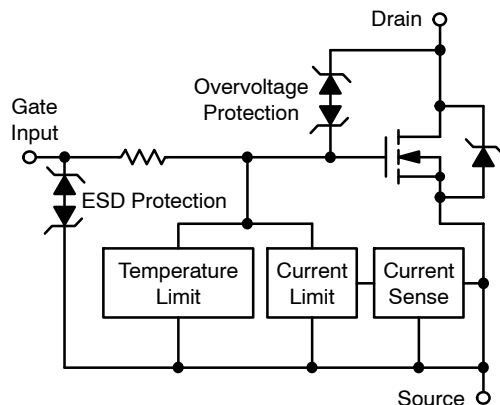 Drain
Overvoltage
Protection
Gate
Input
ESD Protection
Temperature
Limit
Current
Limit
Current
Sense
Source